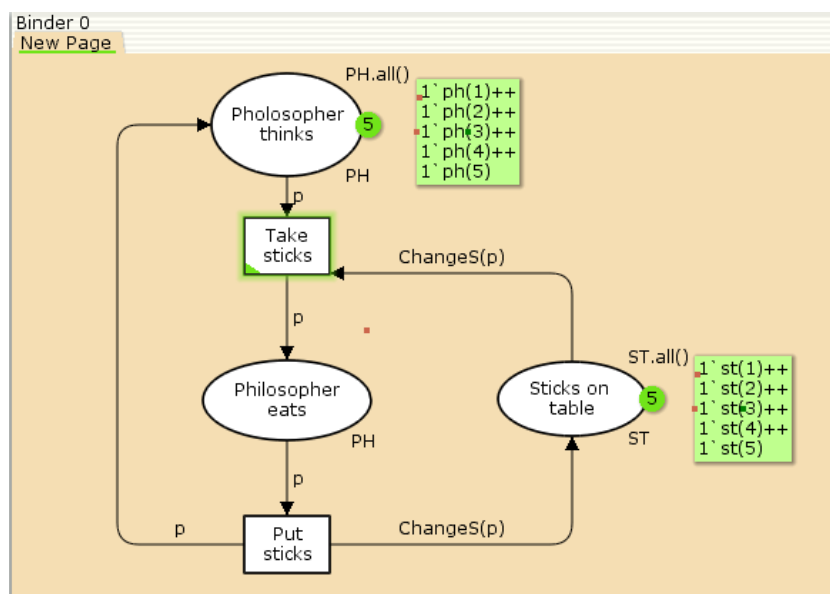 Binder 0
New Page
PH.all()
Pholosopher
thinks
5
1`ph(1)++
1`ph(2)++
1`ph(3)++
1`ph(4)++
1`ph(5)
PH
p
Take
sticks
ChangeS(p)
p
ST.all()
Philosopher
eats
Sticks on
table
5
1`st(1)++
1`st(2)++
1`st(3)++
1`st(4)++
1`st(5)
PH
ST
p
p
Put
sticks
ChangeS(p)